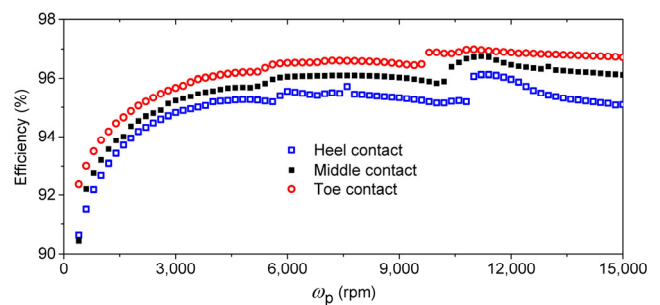 98
96
94
92
90
Efficiency (%)
0
3,000
6,000
9,000
12,000
15,000
ωp (rpm)
Heel contact
Middle contact
Toe contact